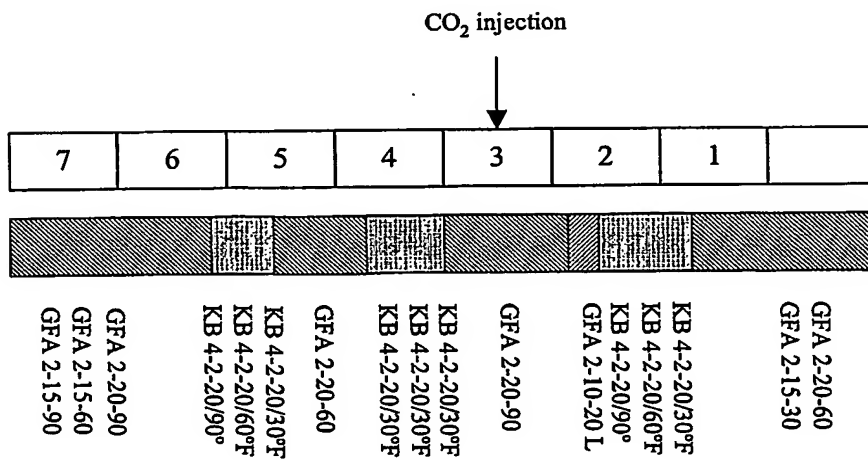 CO₂ injection
7 6 5 4 3 2 1
GFA 2-15-90
GFA 2-15-60
GFA 2-20-90
KB 4-2-20/90°
KB 4-2-20/60°F
KB 4-2-20/30°F
GFA 2-20-60
KB 4-2-20/30°F
KB 4-2-20/30°F
KB 4-2-20/30°F
GFA 2-20-90
GFA 2-10-20 L
KB 4-2-20/90°
KB 4-2-20/60°F
KB 4-2-20/30°F
GFA 2-15-30
GFA 2-20-60